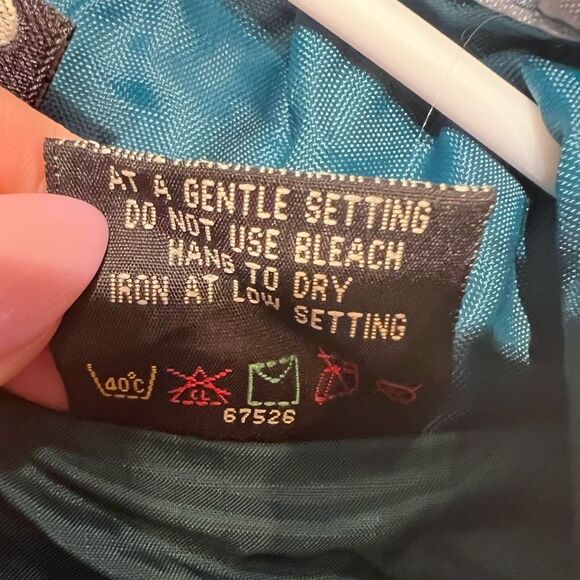 AT A GENTLE SETTING
DO NOT USE BLEACH
HANG TO DRY
IRON AT LOW SETTING
40°C CL
67526